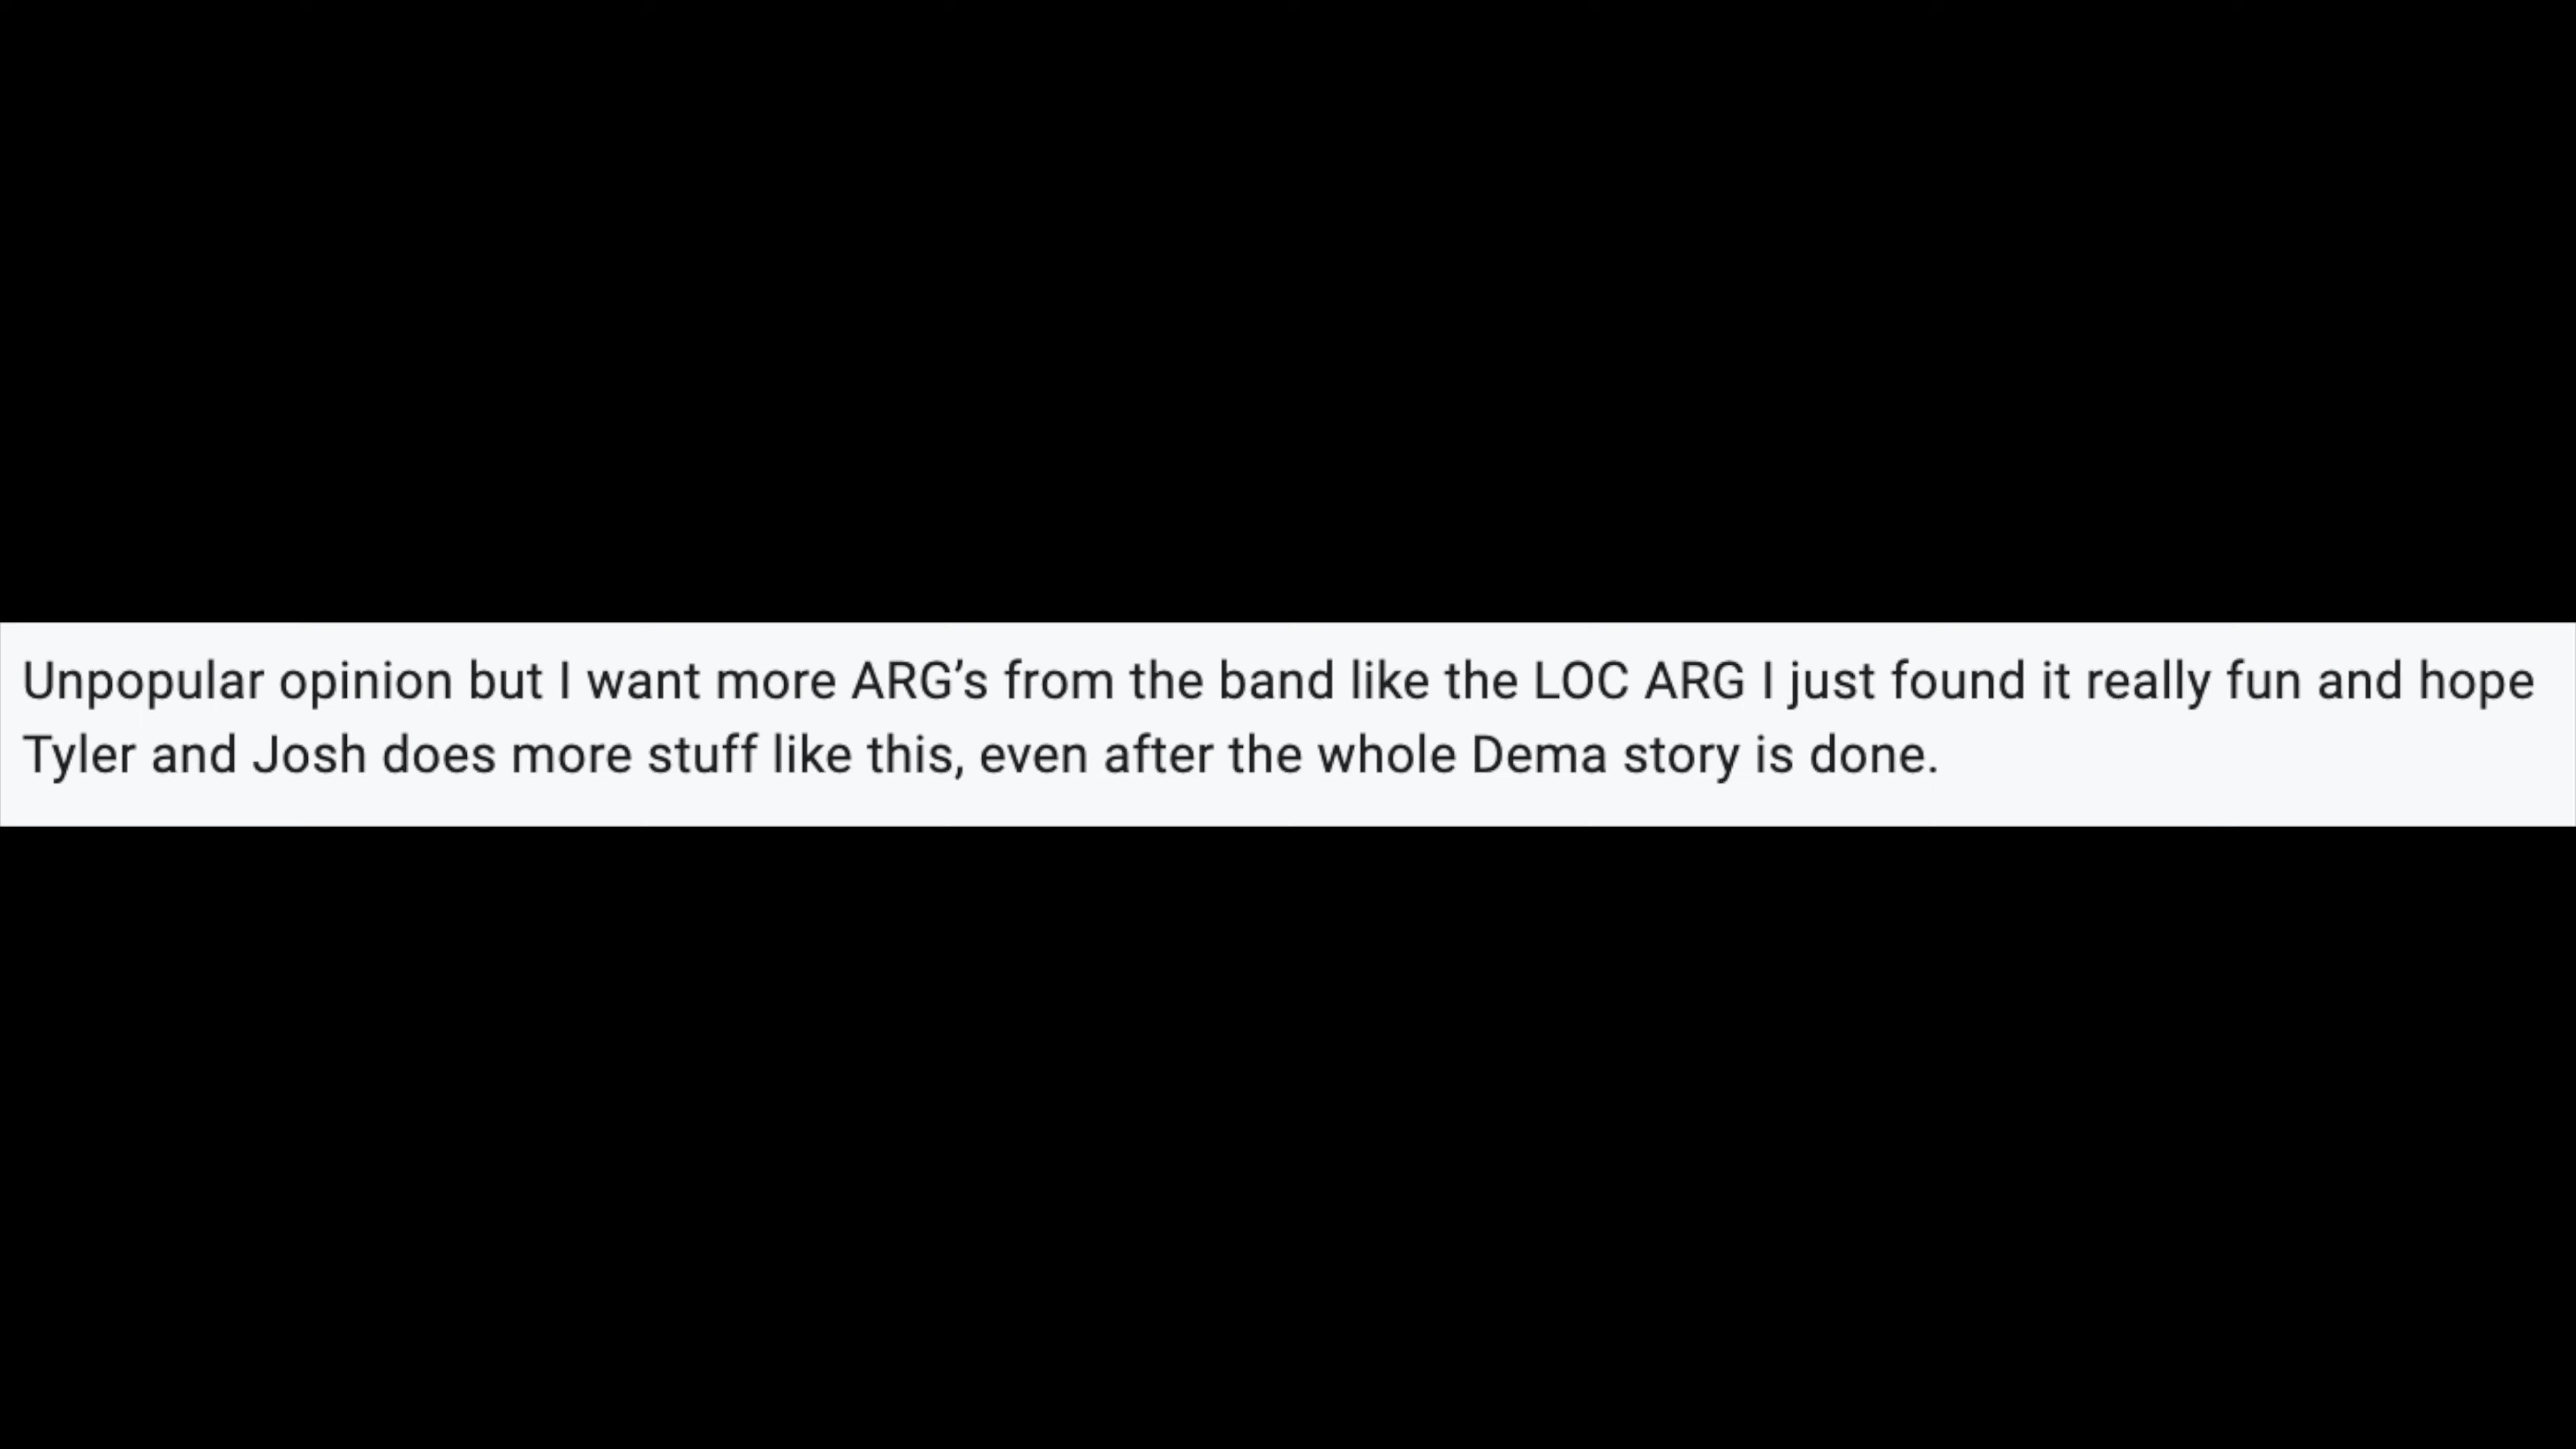 Unpopular opinion but I want more ARG’s from the band like the LOC ARG I just found it really fun and hope
Tyler and Josh does more stuff like this, even after the whole Dema story is done.